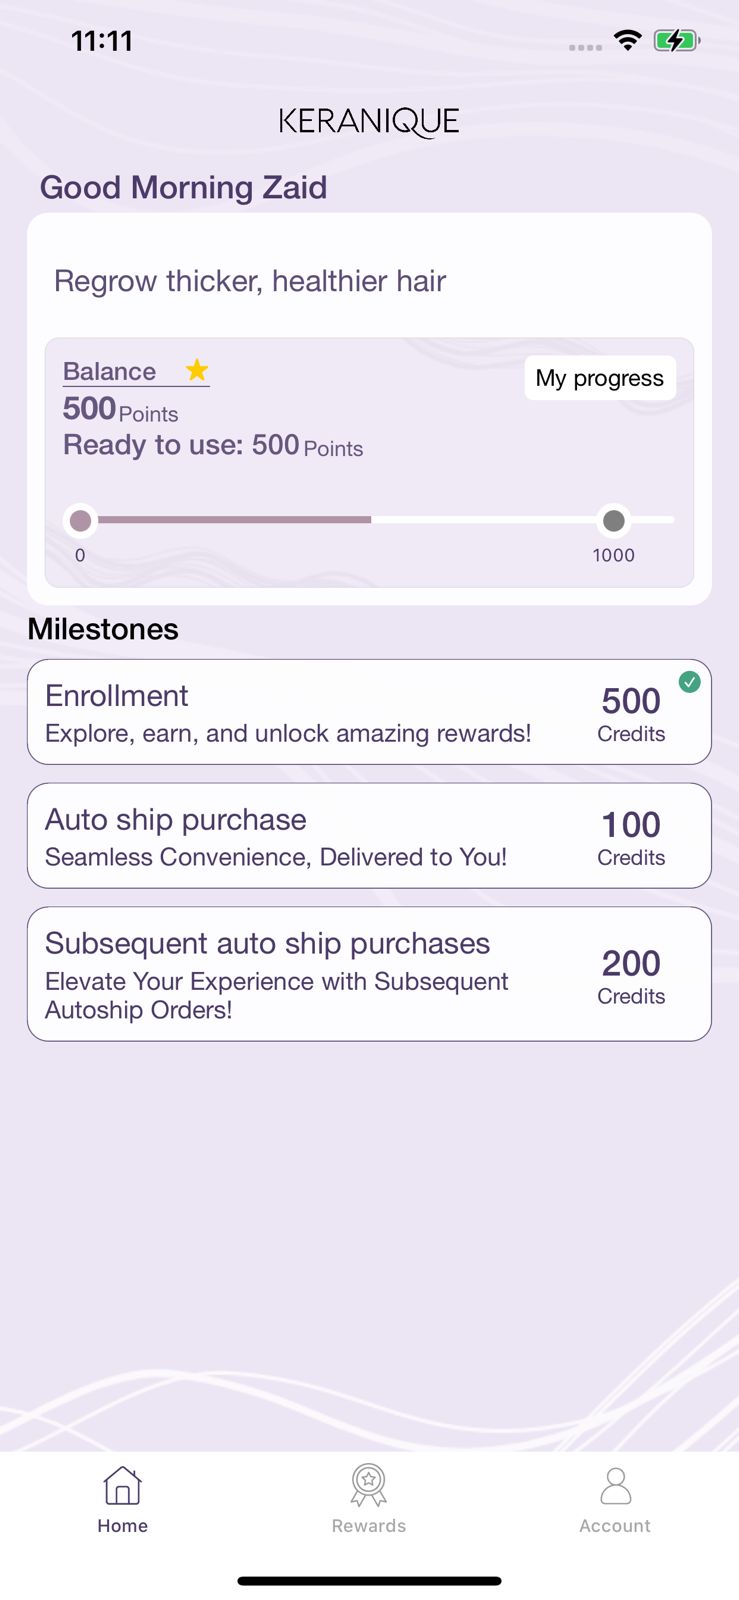 11:11
KERANIQUE
Good Morning Zaid
Regrow thicker, healthier hair
Balance
My progress
500 Points
Ready to use: 500 Points
0
1000
Milestones
Enrollment
500
Explore, earn, and unlock amazing rewards!
Credits
Auto ship purchase
100
Seamless Convenience, Delivered to You!
Credits
Subsequent auto ship purchases
200
Elevate Your Experience with Subsequent
Credits
Autoship Orders!
Home
Rewards
Account